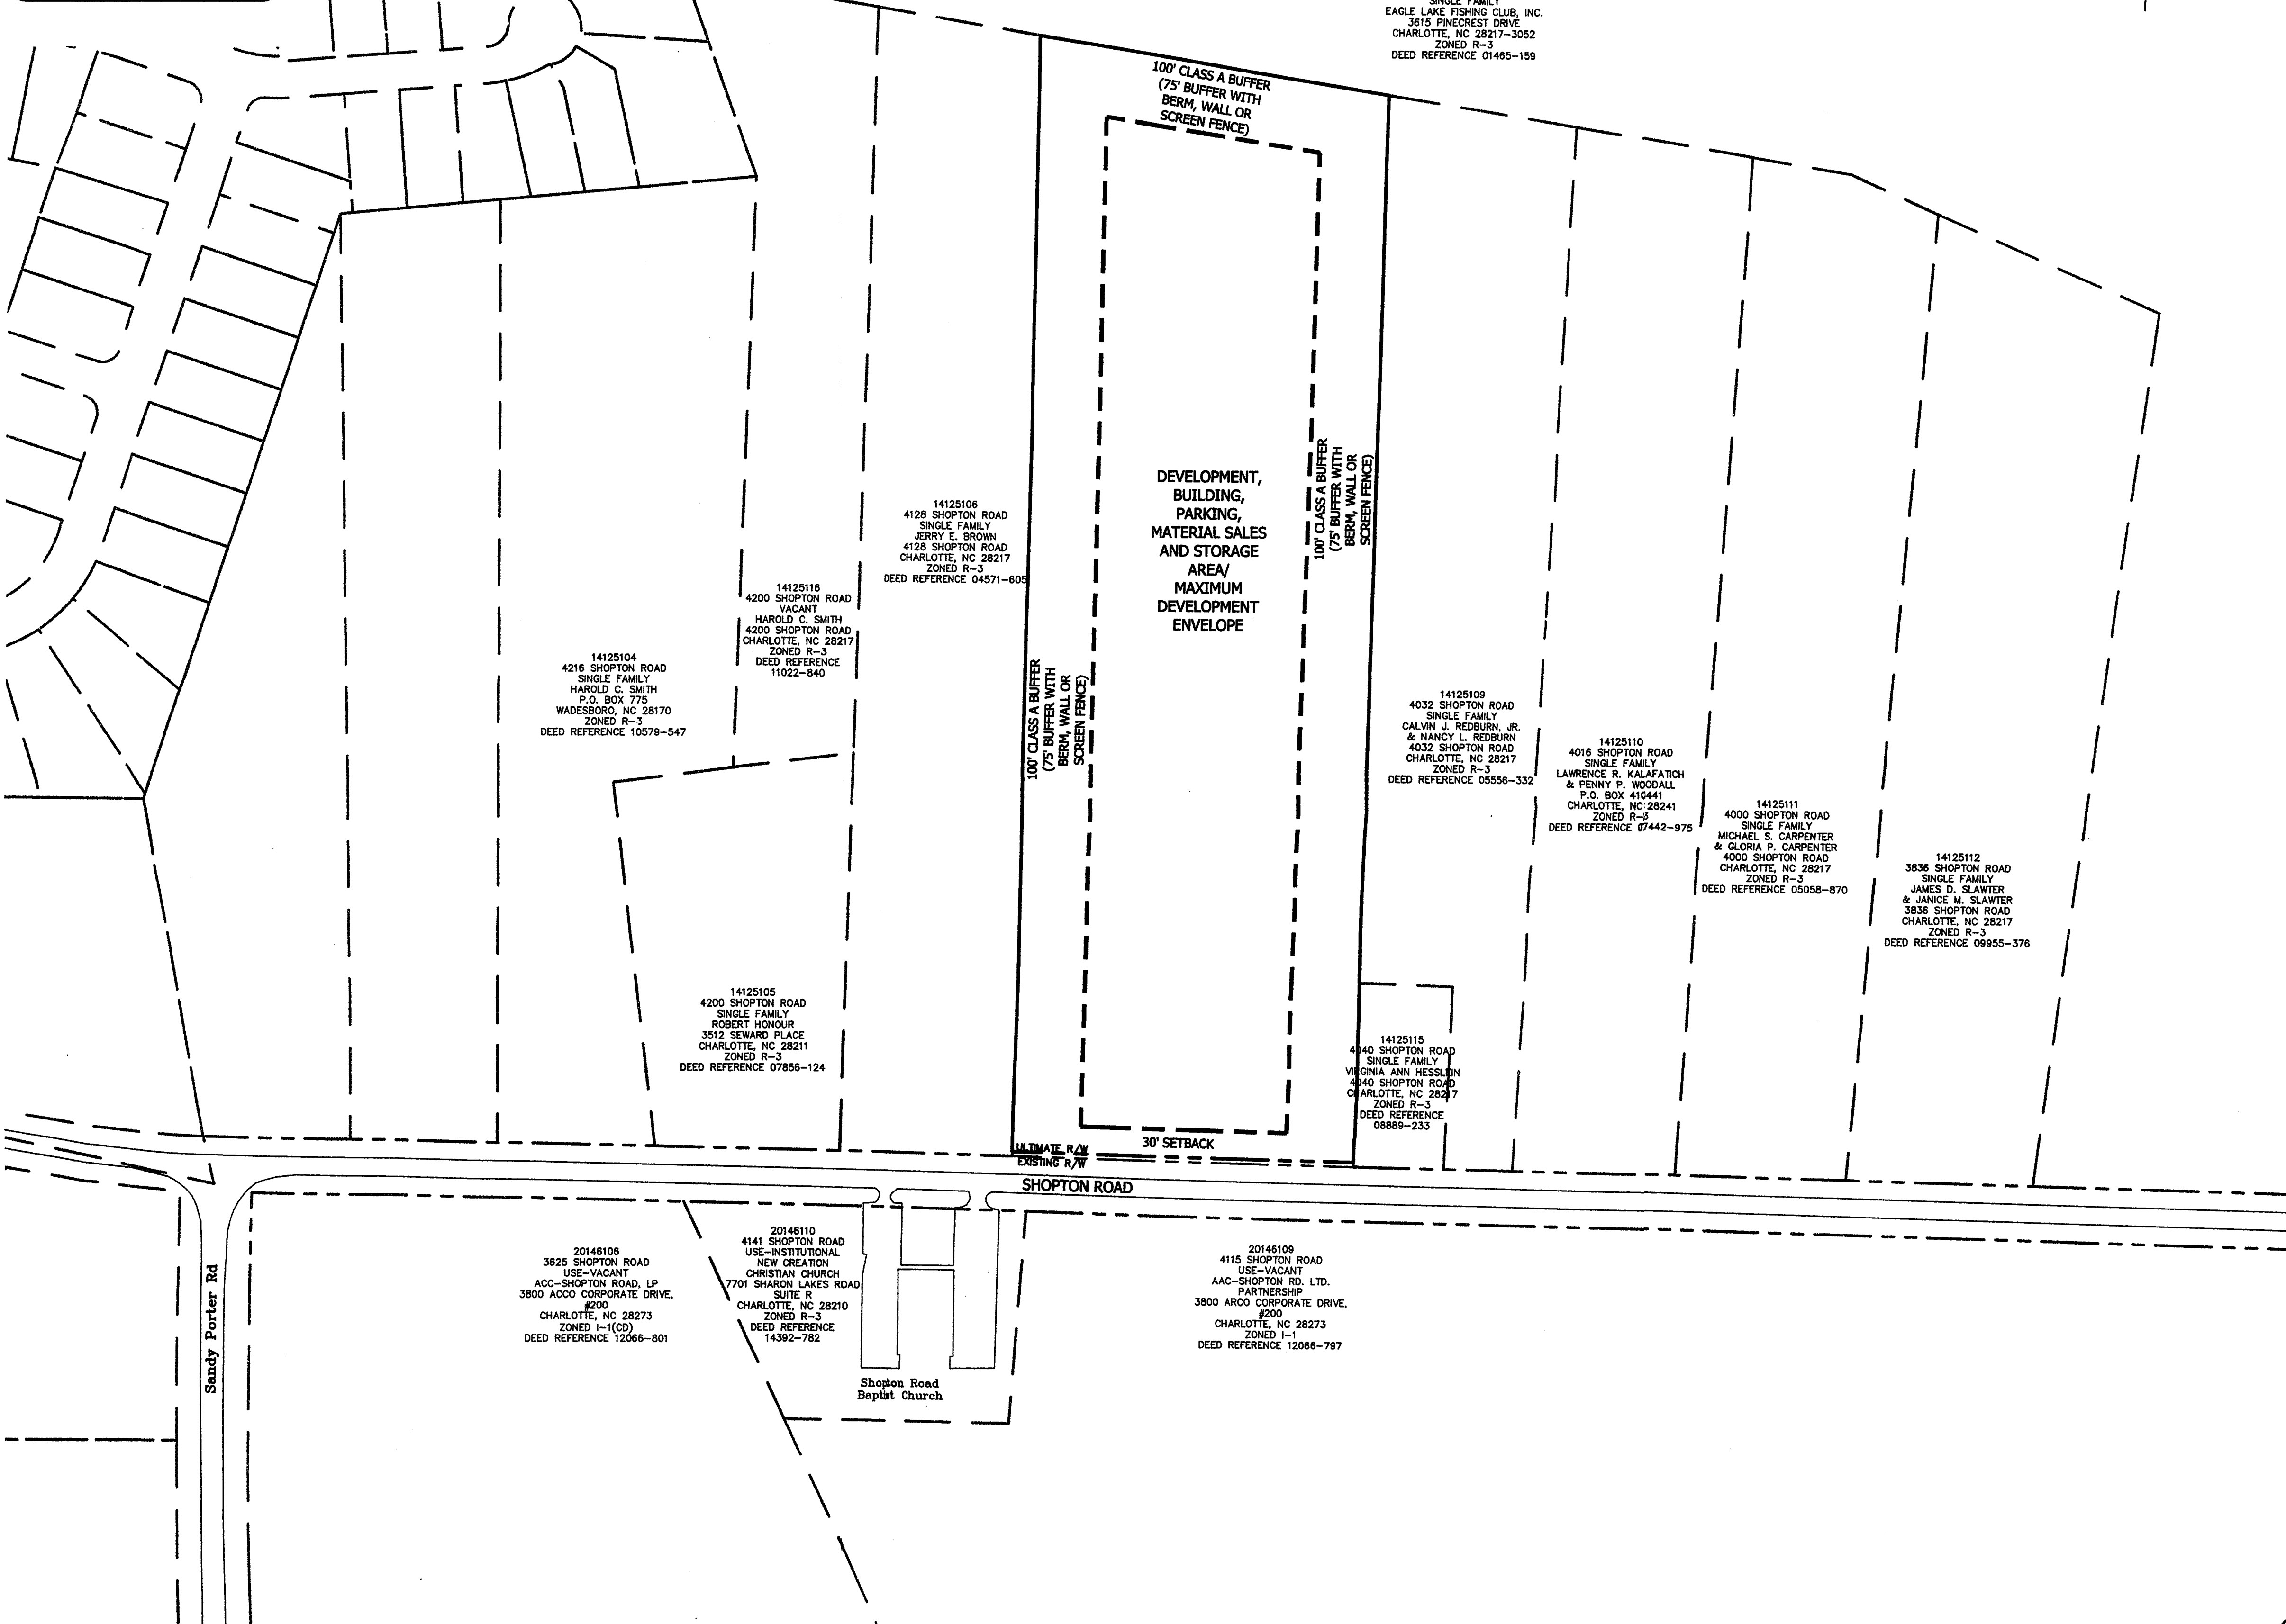 SINGLE FAMILY
EAGLE LAKE FISHING CLUB, INC.
3615 PINECREST DRIVE
CHARLOTTE, NC 28217-3052
ZONED R-3
DEED REFERENCE 01465-159
100' CLASS A BUFFER
(75' BUFFER WITH
BERM, WALL OR
SCREEN FENCE)
DEVELOPMENT,
BUILDING,
PARKING,
MATERIAL SALES
AND STORAGE
AREA/
MAXIMUM
DEVELOPMENT
ENVELOPE
100' CLASS A BUFFER
(75' BUFFER WITH
BERM, WALL OR
SCREEN FENCE)
100' CLASS A BUFFER
(75' BUFFER WITH
BERM, WALL OR
SCREEN FENCE)
14125106
4128 SHOPTON ROAD
SINGLE FAMILY
JERRY E. BROWN
4128 SHOPTON ROAD
CHARLOTTE, NC 28217
ZONED R-3
DEED REFERENCE 04571-605
14125116
4200 SHOPTON ROAD
VACANT
HAROLD C. SMITH
4200 SHOPTON ROAD
CHARLOTTE, NC 28217
ZONED R-3
DEED REFERENCE
11022-840
14125104
4216 SHOPTON ROAD
SINGLE FAMILY
HAROLD C. SMITH
P.O. BOX 775
WADESBORO, NC 28170
ZONED R-3
DEED REFERENCE 10579-547
14125109
4032 SHOPTON ROAD
SINGLE FAMILY
CALVIN J. REDBURN, JR.
& NANCY L. REDBURN
4032 SHOPTON ROAD
CHARLOTTE, NC 28217
ZONED R-3
DEED REFERENCE 05556-332
14125110
4016 SHOPTON ROAD
SINGLE FAMILY
LAWRENCE R. KALAFATICH
& PENNY P. WOODALL
P.O. BOX 410441
CHARLOTTE, NC 28241
ZONED R-3
DEED REFERENCE 07442-975
14125111
4000 SHOPTON ROAD
SINGLE FAMILY
MICHAEL S. CARPENTER
& GLORIA P. CARPENTER
4000 SHOPTON ROAD
CHARLOTTE, NC 28217
ZONED R-3
DEED REFERENCE 05058-870
14125112
3836 SHOPTON ROAD
SINGLE FAMILY
JAMES D. SLAWTER
& JANICE M. SLAWTER
3836 SHOPTON ROAD
CHARLOTTE, NC 28217
ZONED R-3
DEED REFERENCE 09955-376
14125105
4200 SHOPTON ROAD
SINGLE FAMILY
ROBERT HONOUR
3512 SEWARD PLACE
CHARLOTTE, NC 28211
ZONED R-3
DEED REFERENCE 07856-124
14125115
4040 SHOPTON ROAD
SINGLE FAMILY
VIRGINIA ANN HESSLEIN
4040 SHOPTON ROAD
CHARLOTTE, NC 28217
ZONED R-3
DEED REFERENCE
08889-233
30' SETBACK
ULTIMATE R/W
EXISTING R/W
SHOPTON ROAD
20146106
3625 SHOPTON ROAD
USE-VACANT
ACC-SHOPTON ROAD, LP
3800 ACCO CORPORATE DRIVE,
#200
CHARLOTTE, NC 28273
ZONED I-1(CD)
DEED REFERENCE 12066-801
20146110
4141 SHOPTON ROAD
USE-INSTITUTIONAL
NEW CREATION
CHRISTIAN CHURCH
7701 SHARON LAKES ROAD
SUITE R
CHARLOTTE, NC 28210
ZONED R-3
DEED REFERENCE
14392-782
20146109
4115 SHOPTON ROAD
USE-VACANT
AAC-SHOPTON RD. LTD.
PARTNERSHIP
3800 ARCO CORPORATE DRIVE,
#200
CHARLOTTE, NC 28273
ZONED I-1
DEED REFERENCE 12066-797
Sandy Porter Rd
Shopton Road
Baptist Church